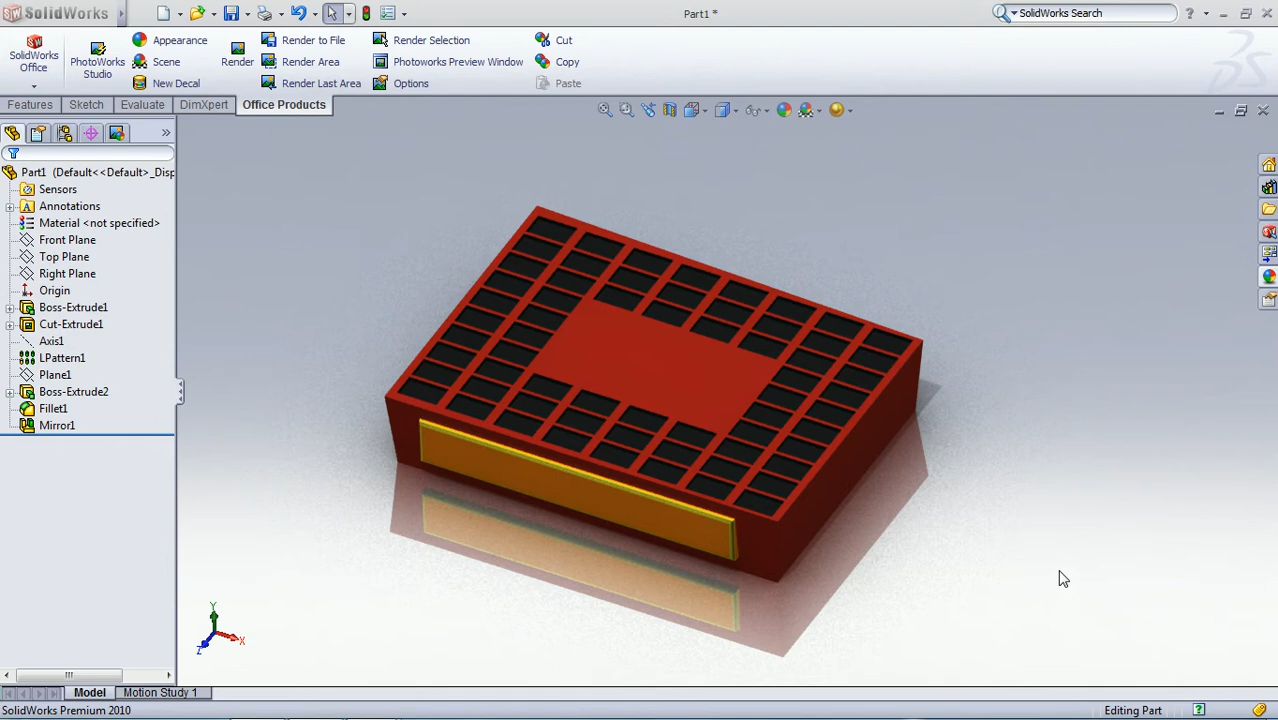 SolidWorks
Part1 *
SolidWorks Search
SolidWorks
Office
PhotoWorks
Studio
Appearance
Scene
New Decal
Render
Render to File
Render Area
Render Last Area
Render Selection
Photoworks Preview Window
Options
Cut
Copy
Paste
Features
Sketch
Evaluate
DimXpert
Office Products
Part1 (Default<<Default>_Disp
Sensors
Annotations
Material <not specified>
Front Plane
Top Plane
Right Plane
Origin
Boss-Extrude1
Cut-Extrude1
Axis1
LPattern1
Plane1
Boss-Extrude2
Fillet1
Mirror1
Y
X
Z
Model
Motion Study 1
SolidWorks Premium 2010
Editing Part